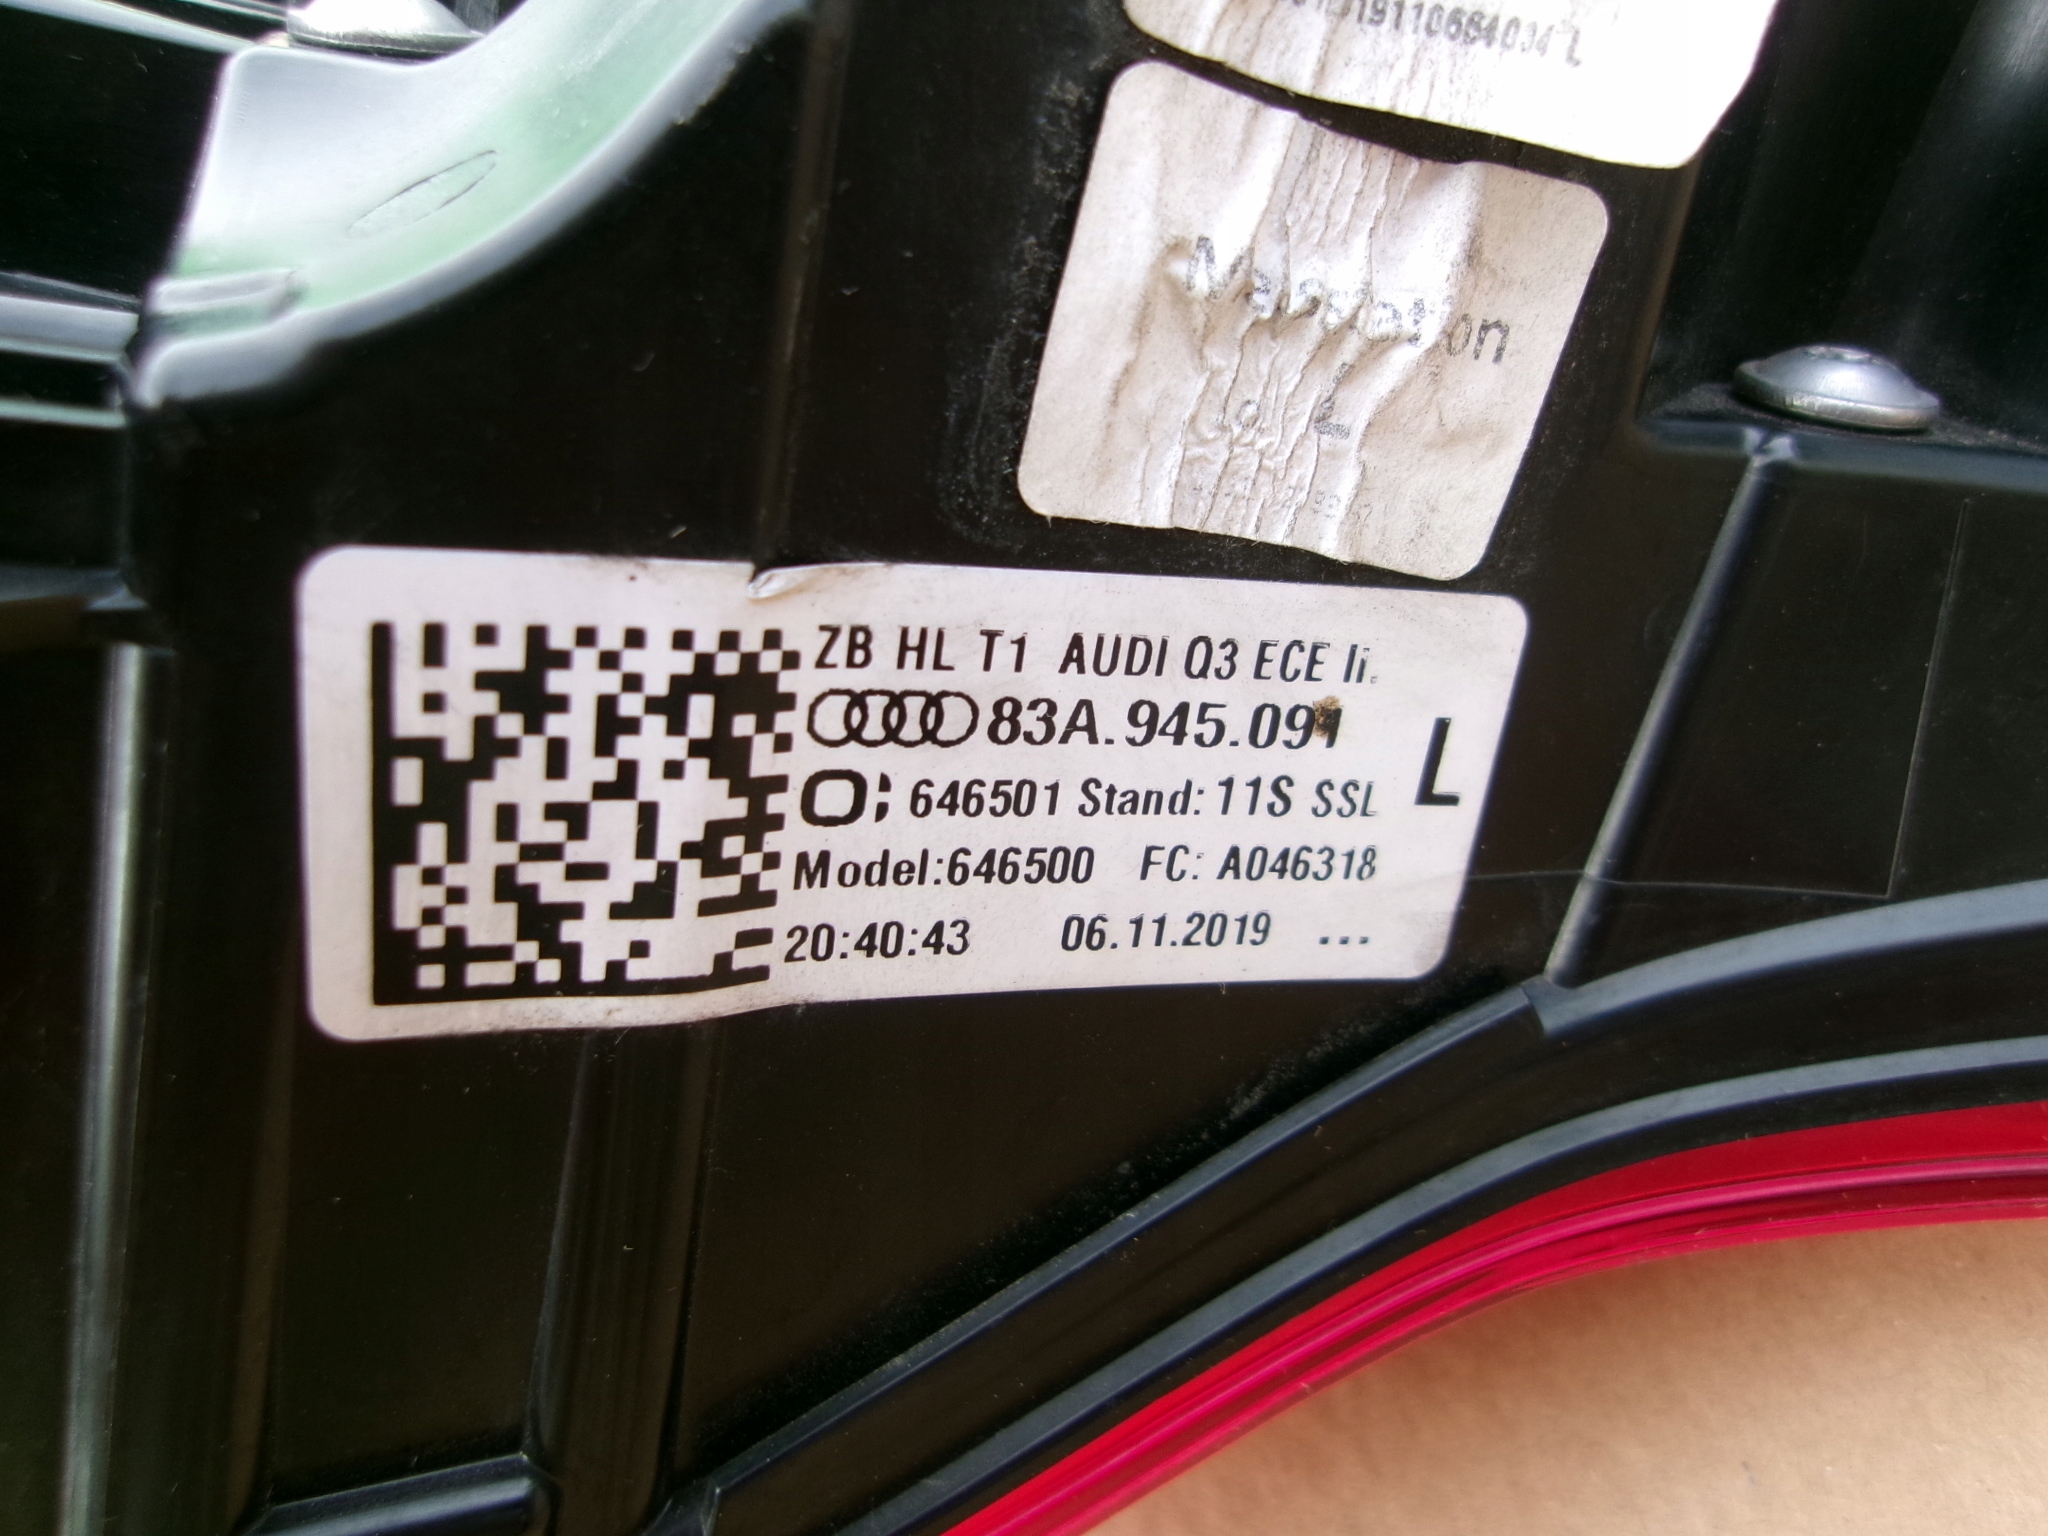 ZB HL T1 AUDI Q3 ECE li.
83A.945.091
L
646501 Stand: 11S SSL
Model:646500 FC: A046318
20:40:43 06.11.2019 ...